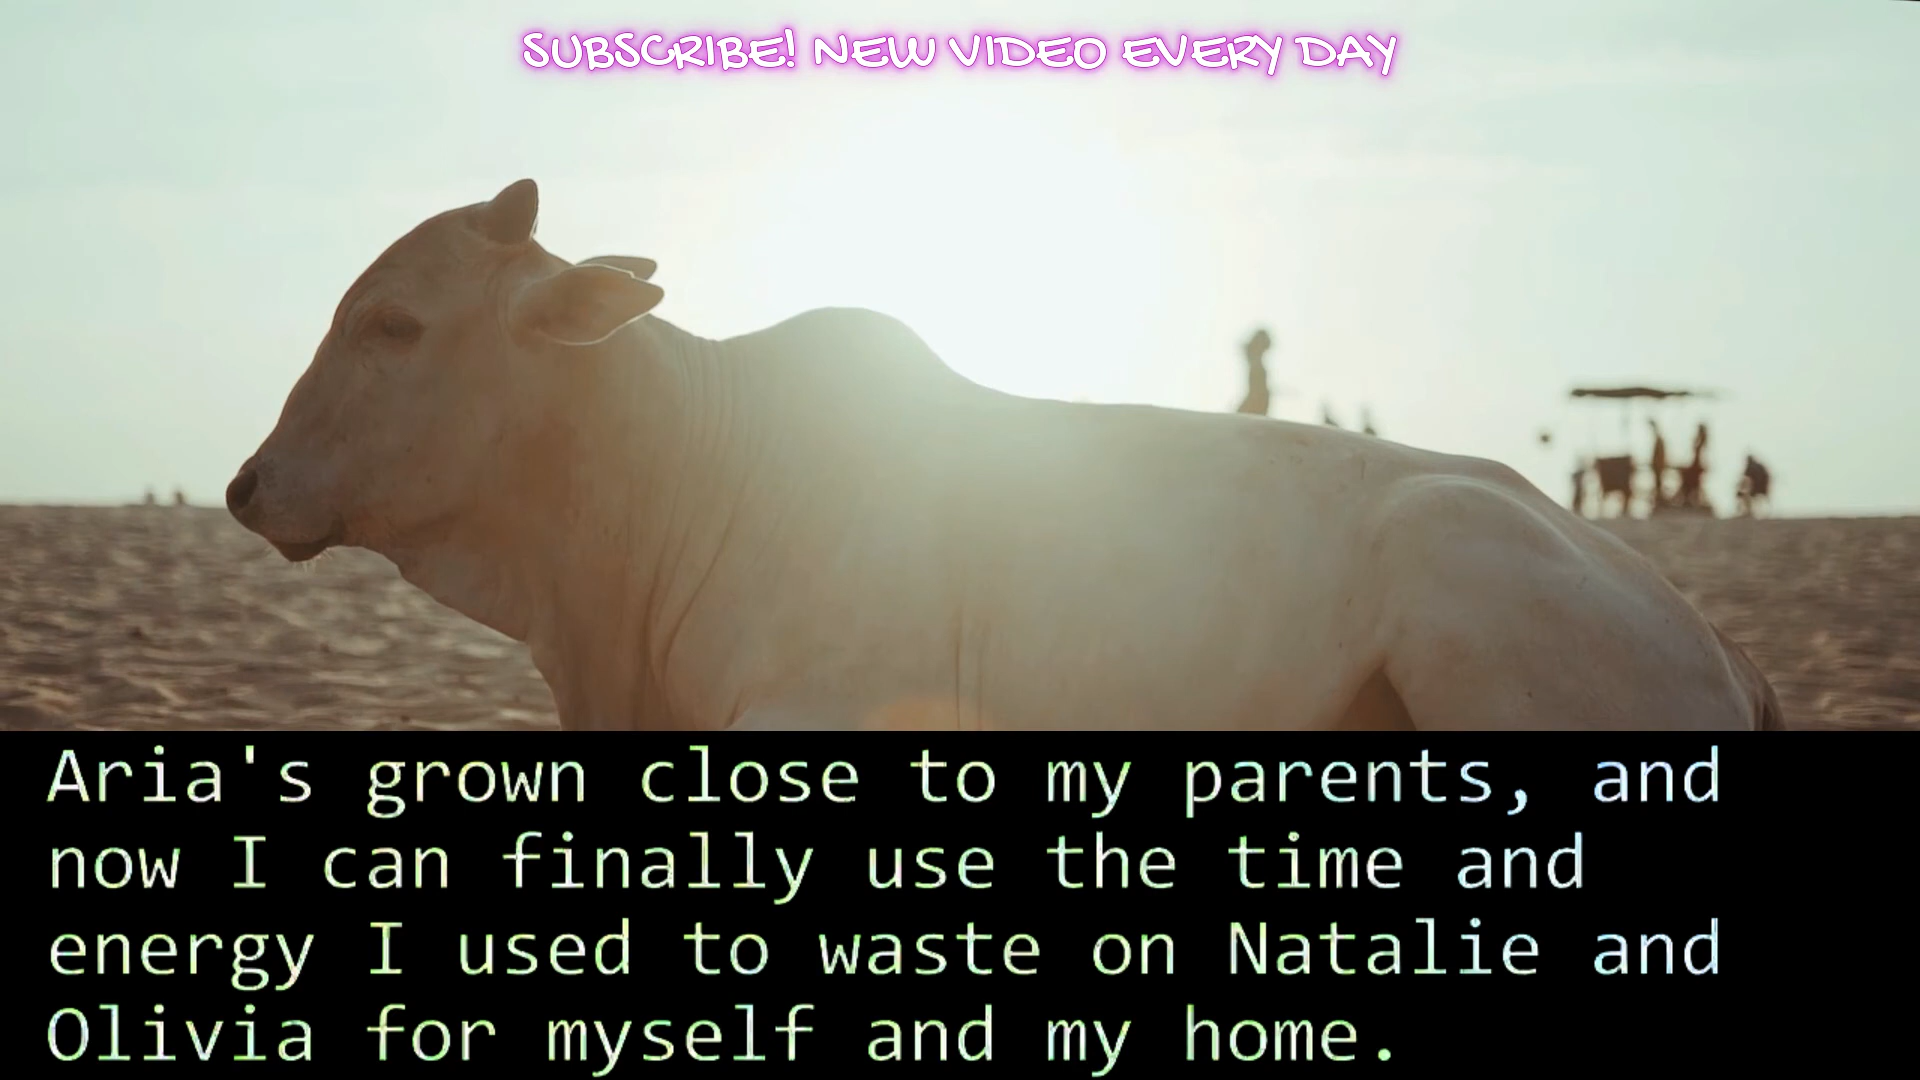 SUBSCRIBE! NEW VIDEO EVERY DAY
Aria's grown close to my parents, and
now I can finally use the time and
energy I used to waste on Natalie and
Olivia for myself and my home.